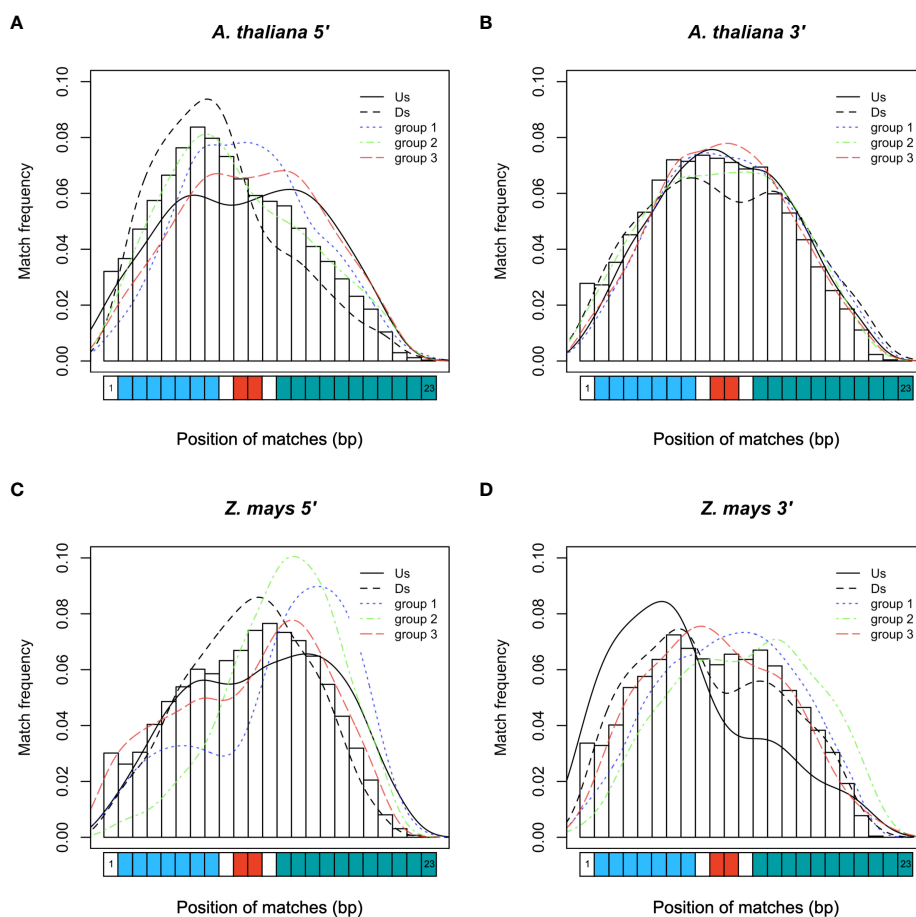 A
A. thaliana 5'
Match frequency
0.00
0.02
0.04
0.06
0.08
0.10
Us
Ds
group 1
group 2
group 3
1
23
Position of matches (bp)
B
A. thaliana 3'
Match frequency
0.00
0.02
0.04
0.06
0.08
0.10
Us
Ds
group 1
group 2
group 3
1
23
Position of matches (bp)
C
Z. mays 5'
Match frequency
0.00
0.02
0.04
0.06
0.08
0.10
Us
Ds
group 1
group 2
group 3
1
23
Position of matches (bp)
D
Z. mays 3'
Match frequency
0.00
0.02
0.04
0.06
0.08
0.10
Us
Ds
group 1
group 2
group 3
1
23
Position of matches (bp)